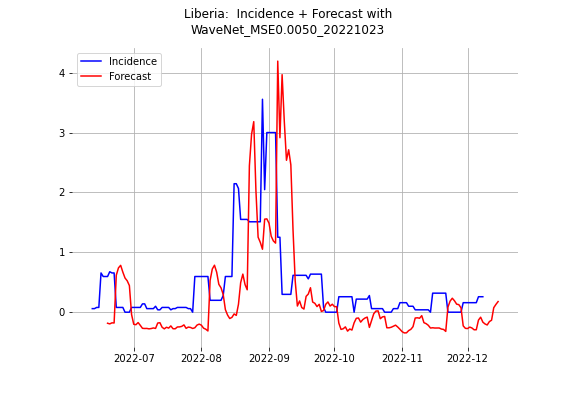 Liberia:  Incidence + Forecast with
WaveNet_MSE0.0050_20221023
Incidence
Forecast
4
3
2
1
0
2022-07
2022-08
2022-09
2022-10
2022-11
2022-12